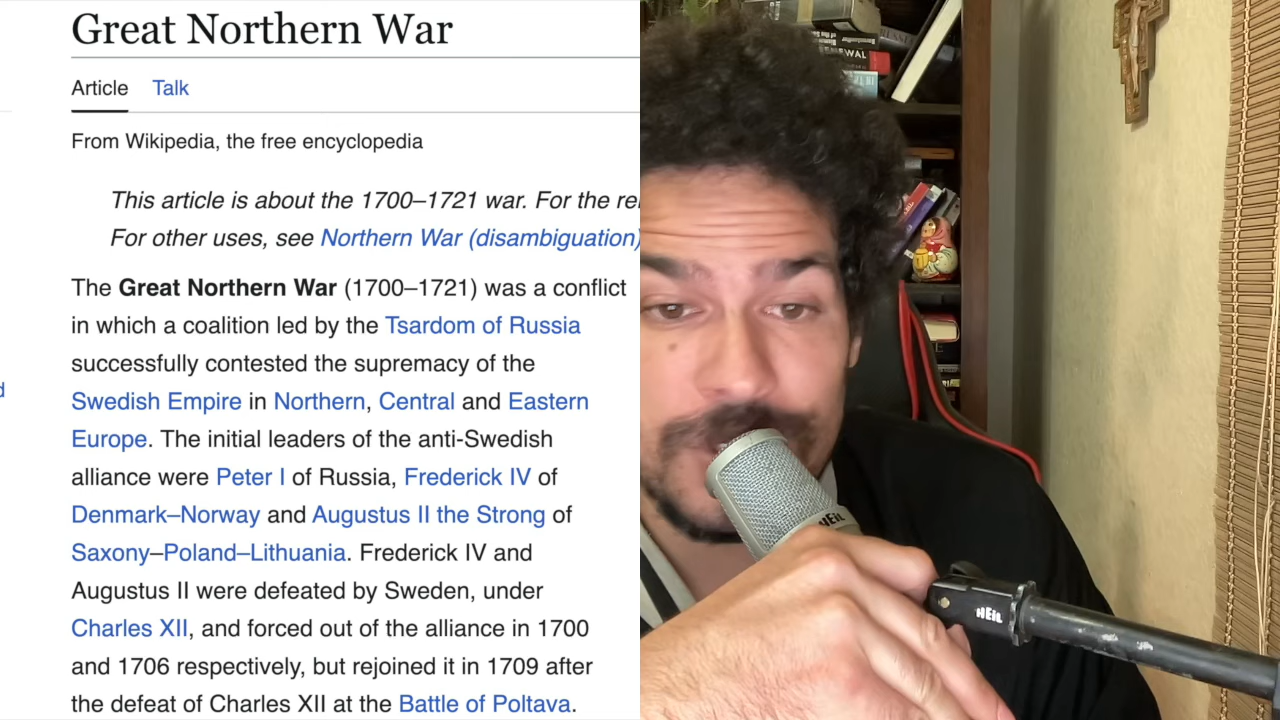 Great Northern War
Article Talk
From Wikipedia, the free encyclopedia
This article is about the 1700–1721 war. For the
For other uses, see Northern War (disambiguation)
The Great Northern War (1700–1721) was a conflict
in which a coalition led by the Tsardom of Russia
successfully contested the supremacy of the
Swedish Empire in Northern, Central and Eastern
Europe. The initial leaders of the anti-Swedish
alliance were Peter I of Russia, Frederick IV of
Denmark–Norway and Augustus II the Strong of
Saxony–Poland–Lithuania. Frederick IV and
Augustus II were defeated by Sweden, under
Charles XII, and forced out of the alliance in 1700
and 1706 respectively, but rejoined it in 1709 after
the defeat of Charles XII at the Battle of Poltava.
HEiL
HEiL